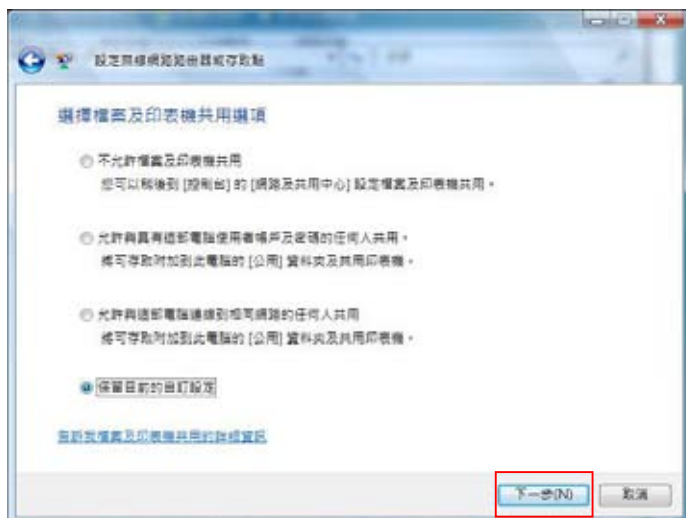 設定無線網路路由器或存取點
選擇檔案及印表機共用選項
不允許檔案及印表機共用
您可以稍後到 [控制台] 的 [網路及共用中心] 設定檔案及印表機共用。
允許與具有這部電腦使用者帳戶及密碼的任何人共用。
將可存取附加到此電腦的 [公用] 資料夾及共用印表機。
允許與這部電腦連線到相同網路的任何人共用
將可存取附加到此電腦的 [公用] 資料夾及共用印表機。
保留目前的自訂設定
告訴我檔案及印表機共用的詳細資訊
下一步(N)
取消